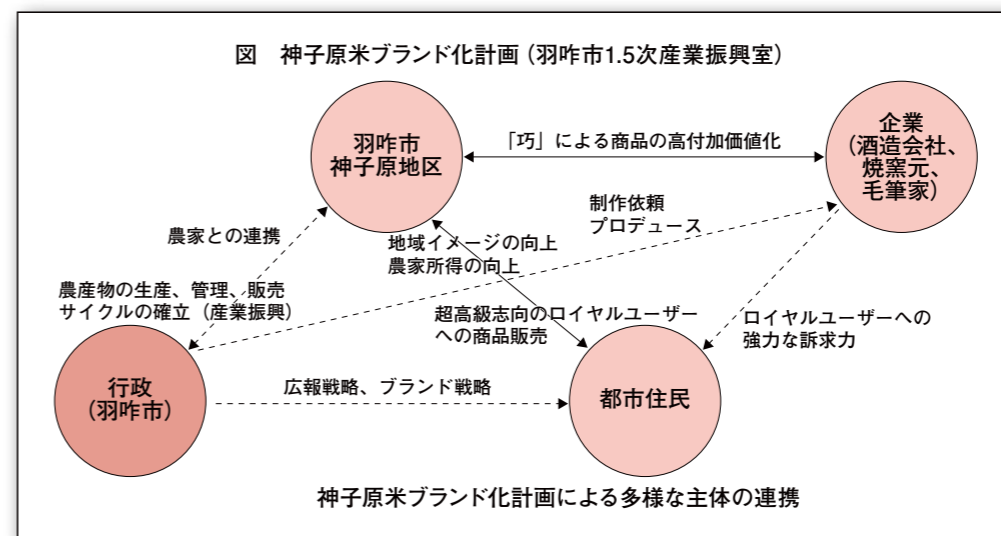 図 神子原米ブランド化計画（羽咋市1.5次産業振興室）
羽咋市
神子原地区
「巧」による商品の高付加価値化
企業
（酒造会社、
焼窯元、
毛筆家）
制作依頼
プロデュース
農家との連携
地域イメージの向上
農家所得の向上
農産物の生産、管理、販売
サイクルの確立（産業振興）
超高級志向のロイヤルユーザー
への商品販売
ロイヤルユーザーへの
強力な訴求力
行政
（羽咋市）
広報戦略、ブランド戦略
都市住民
神子原米ブランド化計画による多様な主体の連携